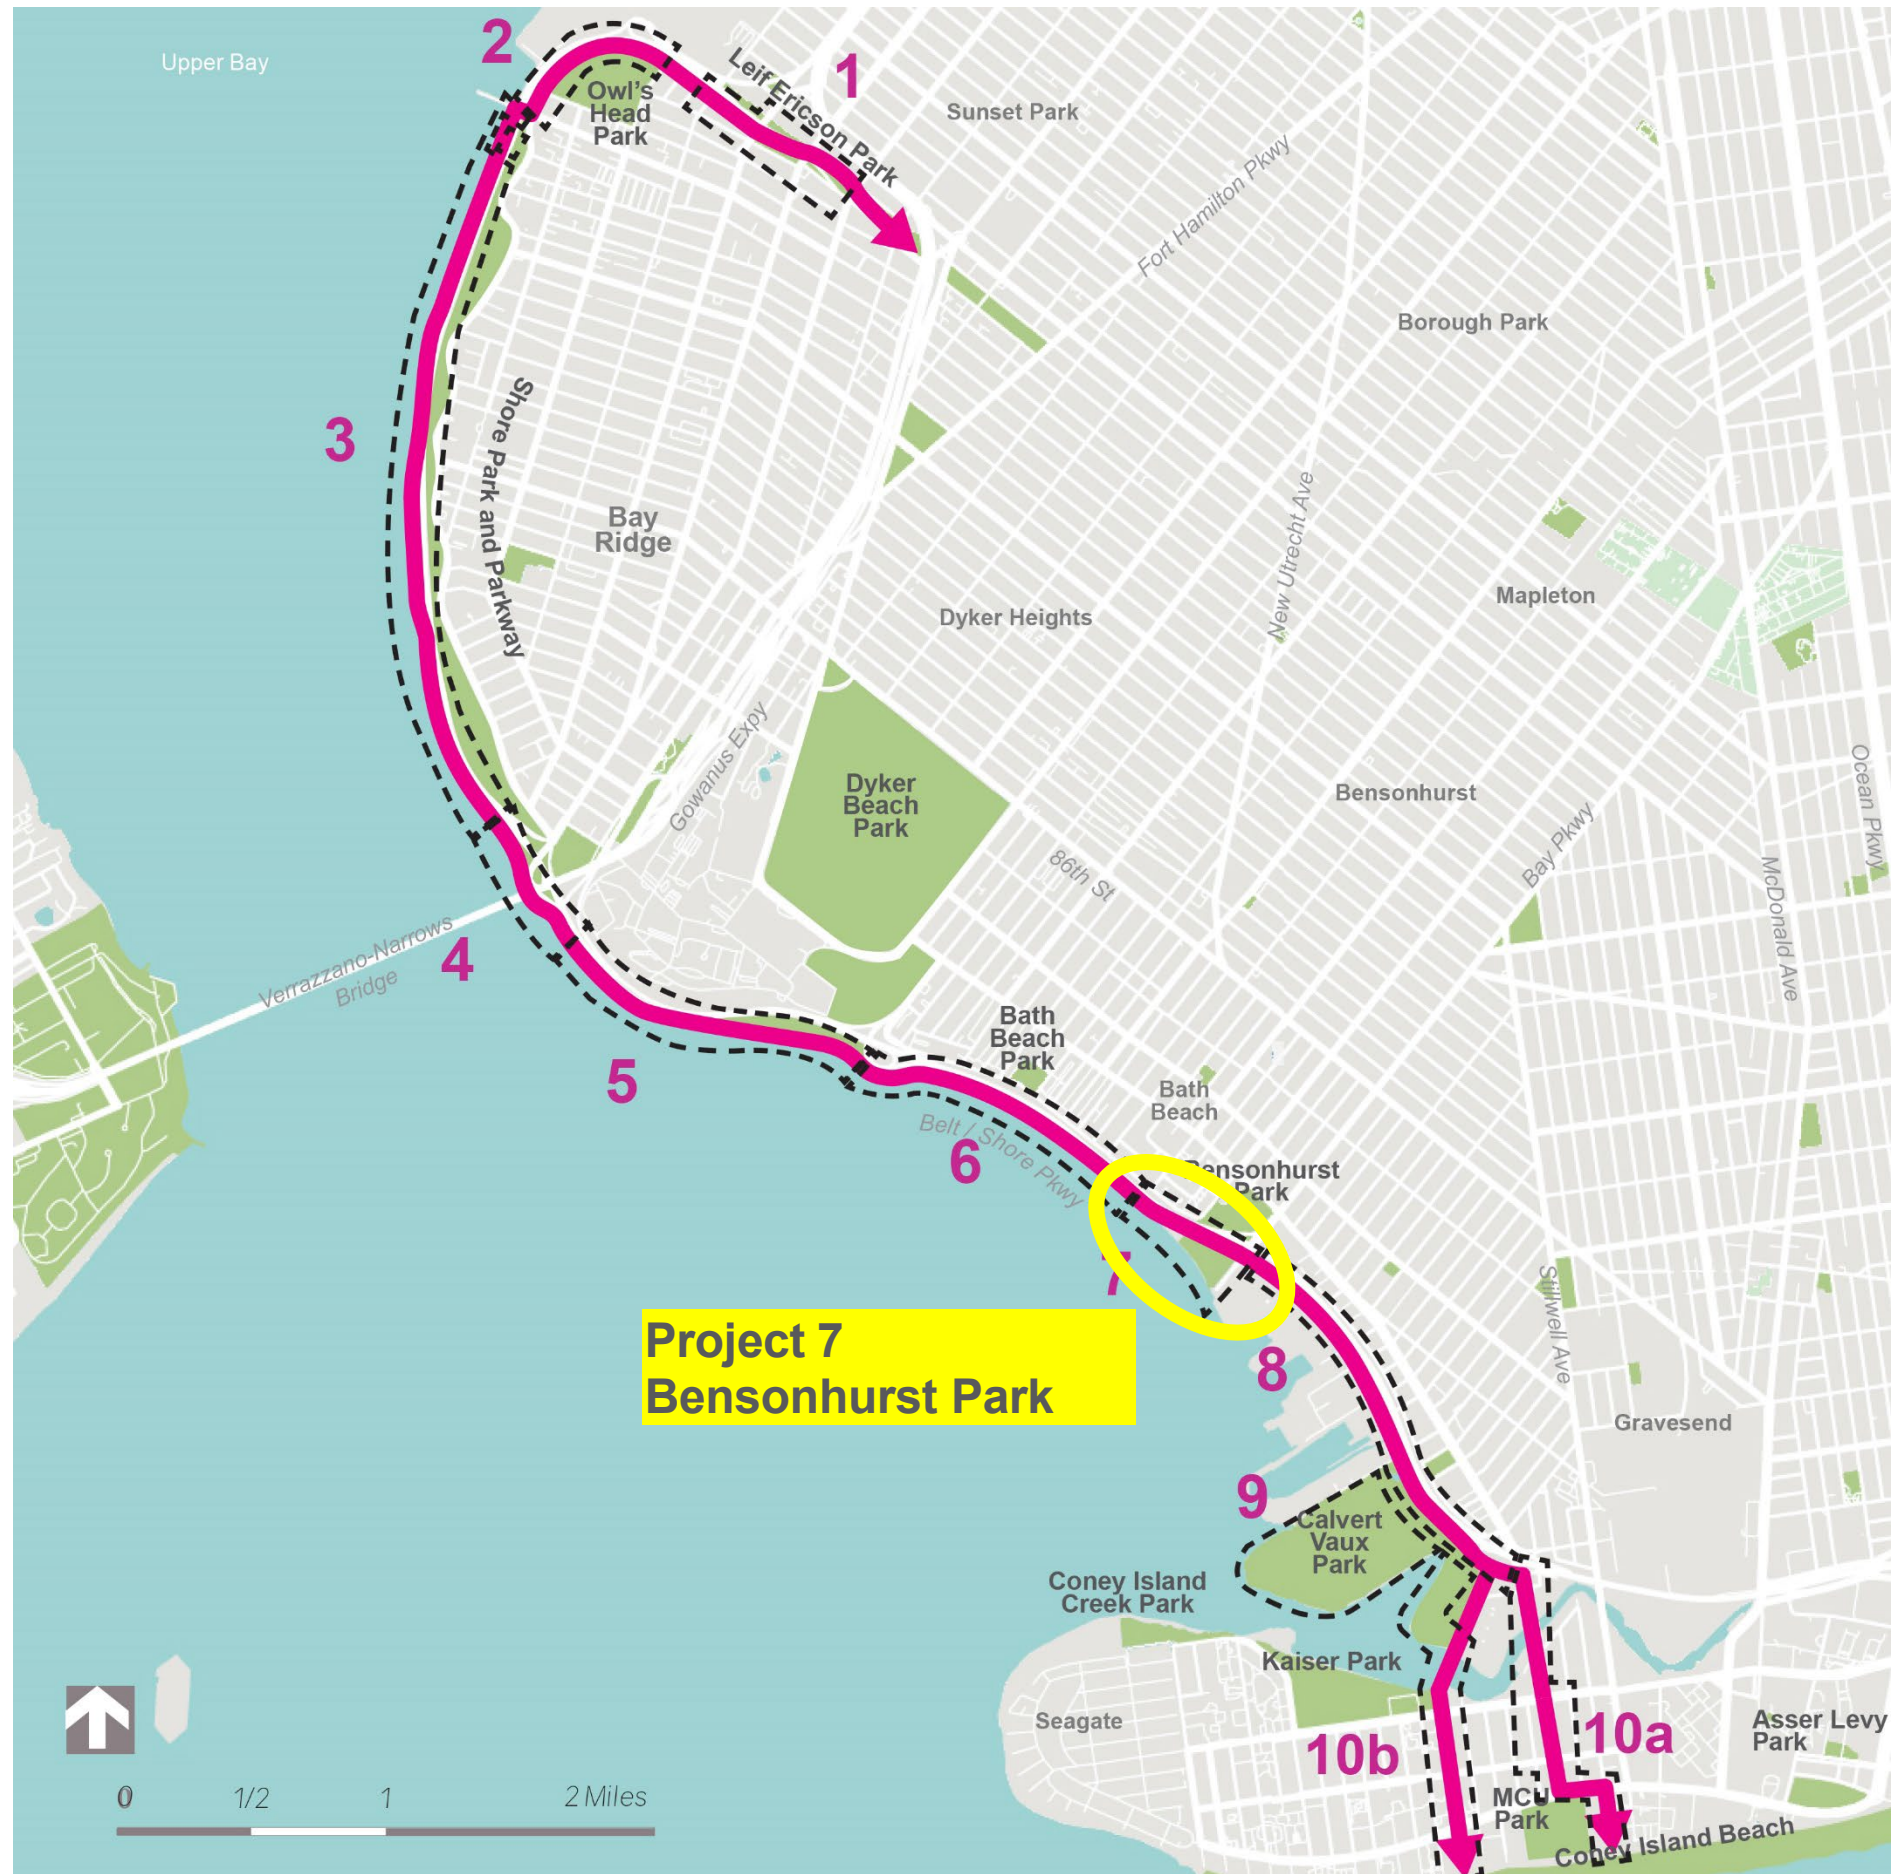 Upper Bay
2
1
Leif Ericson Park
Owl's
Head
Park
Sunset Park
Fort Hamilton Pkwy
Borough Park
3
Shore Park and Parkway
Bay
Ridge
New Utrecht Ave
Mapleton
Dyker Heights
Gowanus Expy
Dyker
Beach
Park
Bensonhurst
Ocean Pkwy
86th St
Bay Pkwy
McDonald Ave
Verrazzano-Narrows
Bridge
4
5
Bath
Beach
Park
Bath
Beach
Belt / Shore Pkwy
6
Bensonhurst
Park
7
Project 7
Bensonhurst Park
8
Stillwell Ave
Gravesend
9
Calvert
Vaux
Park
Coney Island
Creek Park
Kaiser Park
Seagate
10b
10a
Asser Levy
Park
MCU
Park
Coney Island Beach
0 1/2 1 2 Miles